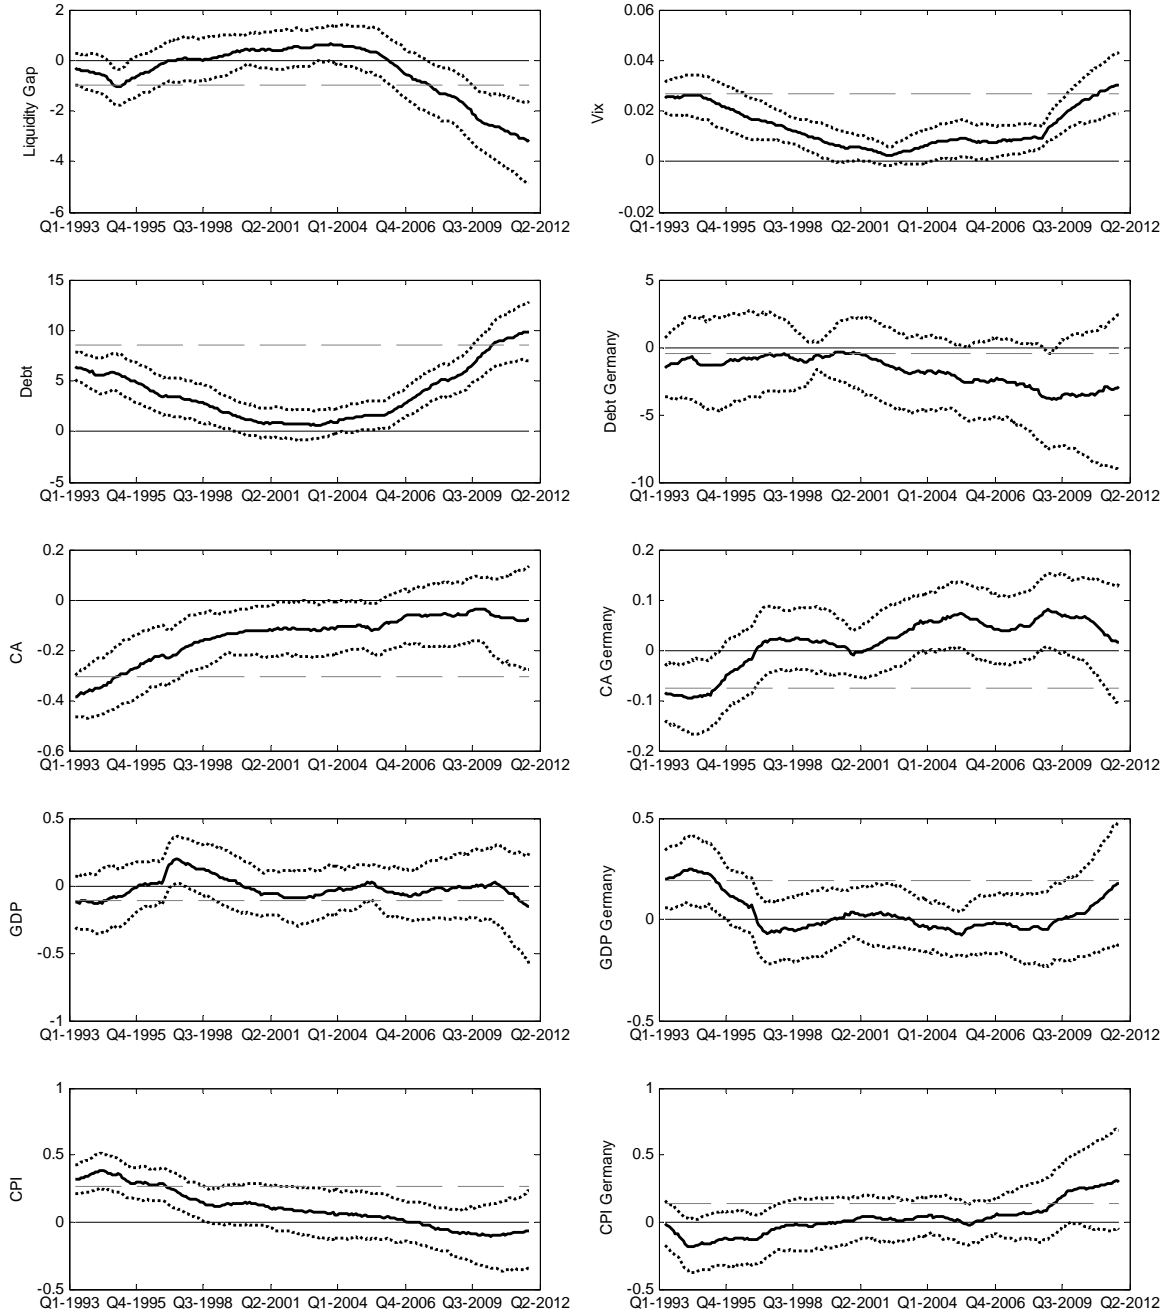 2
0
-2
-4
-6
Liquidity Gap
Q1-1993 Q4-1995 Q3-1998 Q2-2001 Q1-2004 Q4-2006 Q3-2009 Q2-2012
0.06
0.04
0.02
0
-0.02
Vix
Q1-1993 Q4-1995 Q3-1998 Q2-2001 Q1-2004 Q4-2006 Q3-2009 Q2-2012
15
10
5
0
-5
Debt
Q1-1993 Q4-1995 Q3-1998 Q2-2001 Q1-2004 Q4-2006 Q3-2009 Q2-2012
5
0
-5
-10
Debt Germany
Q1-1993 Q4-1995 Q3-1998 Q2-2001 Q1-2004 Q4-2006 Q3-2009 Q2-2012
0.2
0
-0.2
-0.4
-0.6
CA
Q1-1993 Q4-1995 Q3-1998 Q2-2001 Q1-2004 Q4-2006 Q3-2009 Q2-2012
0.2
0.1
0
-0.1
-0.2
CA Germany
Q1-1993 Q4-1995 Q3-1998 Q2-2001 Q1-2004 Q4-2006 Q3-2009 Q2-2012
0.5
0
-0.5
-1
GDP
Q1-1993 Q4-1995 Q3-1998 Q2-2001 Q1-2004 Q4-2006 Q3-2009 Q2-2012
0.5
0
-0.5
GDP Germany
Q1-1993 Q4-1995 Q3-1998 Q2-2001 Q1-2004 Q4-2006 Q3-2009 Q2-2012
1
0.5
0
-0.5
CPI
Q1-1993 Q4-1995 Q3-1998 Q2-2001 Q1-2004 Q4-2006 Q3-2009 Q2-2012
1
0.5
0
-0.5
CPI Germany
Q1-1993 Q4-1995 Q3-1998 Q2-2001 Q1-2004 Q4-2006 Q3-2009 Q2-2012